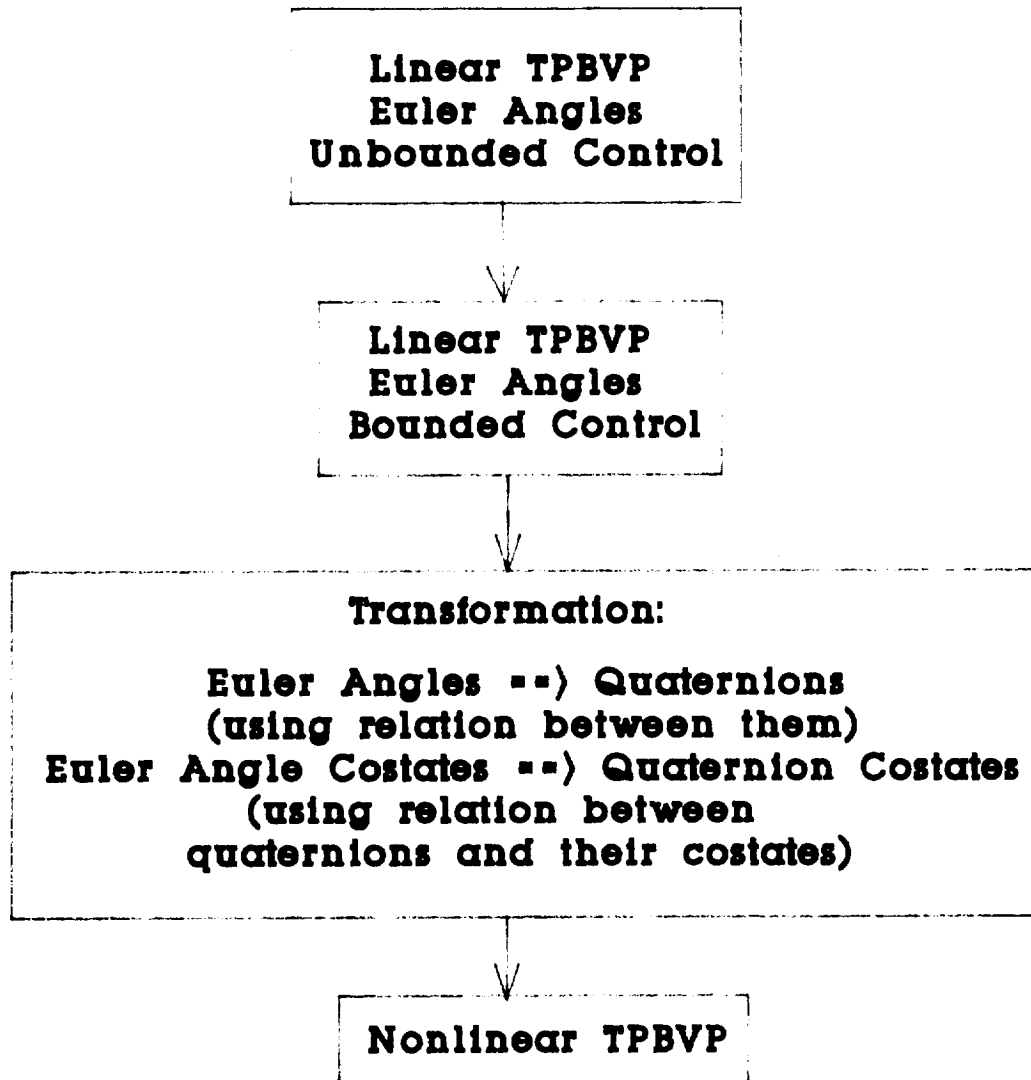 Linear TPBVP
Euler Angles
Unbounded Control
Linear TPBVP
Euler Angles
Bounded Control
Transformation:
Euler Angles ==> Quaternions
(using relation between them)
Euler Angle Costates ==> Quaternion Costates
(using relation between
quaternions and their costates)
Nonlinear TPBVP